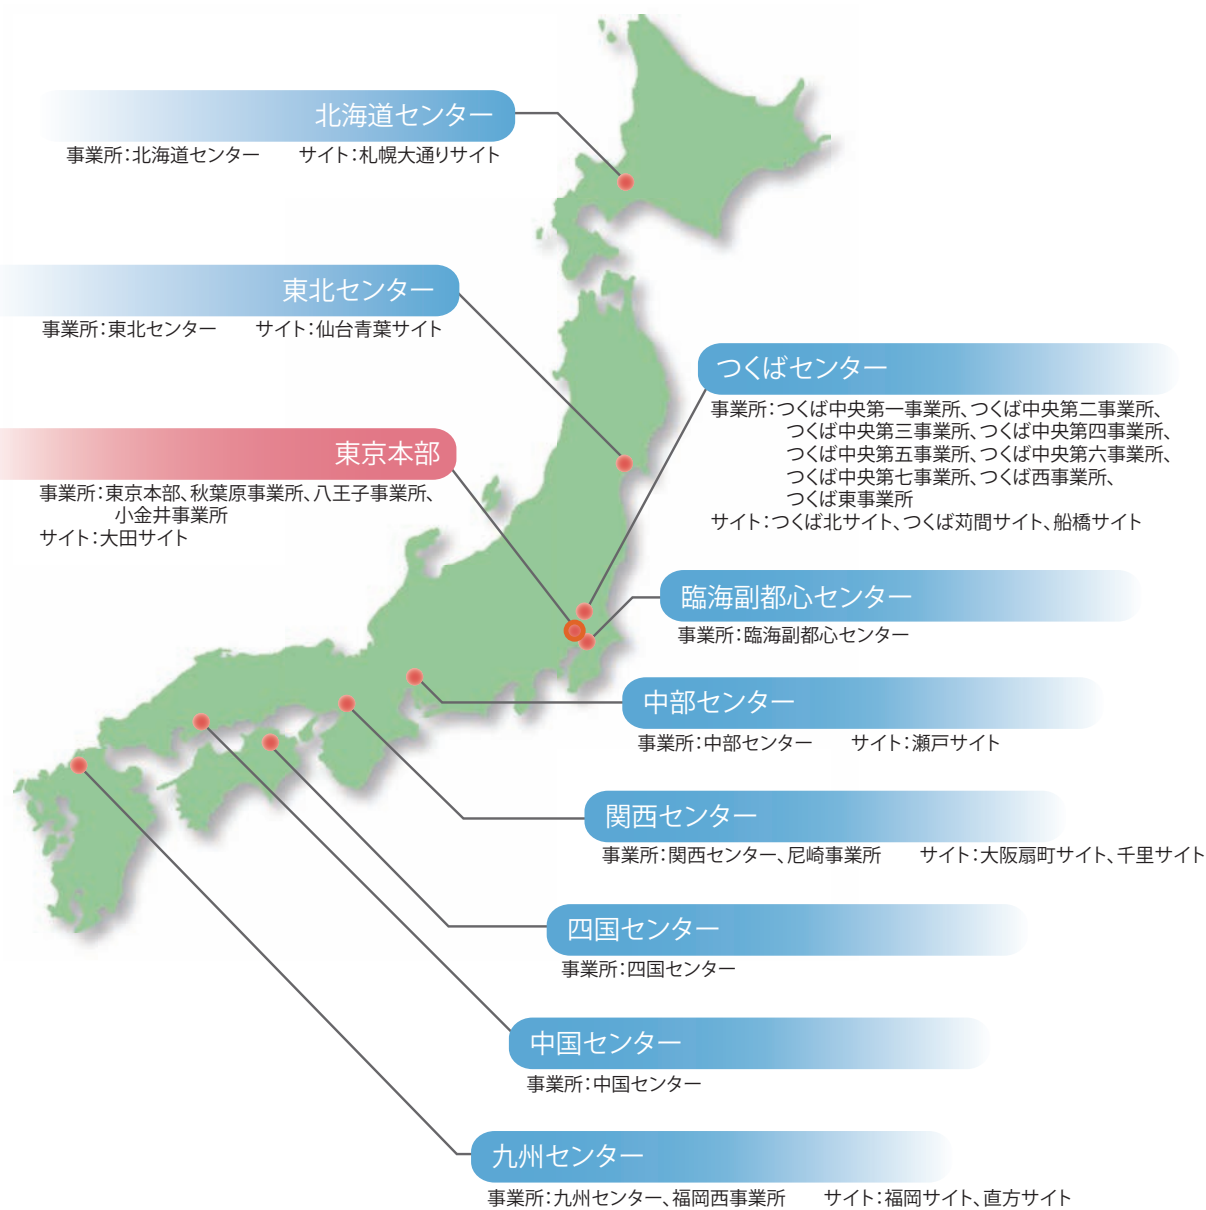 北海道センター
事業所：北海道センター　　サイト：札幌大通りサイト
東北センター
事業所：東北センター　　サイト：仙台青葉サイト
つくばセンター
事業所：つくば中央第一事業所、つくば中央第二事業所、
つくば中央第三事業所、つくば中央第四事業所、
つくば中央第五事業所、つくば中央第六事業所、
つくば中央第七事業所、つくば西事業所、
つくば東事業所
サイト：つくば北サイト、つくば苅間サイト、船橋サイト
東京本部
事業所：東京本部、秋葉原事業所、八王子事業所、
小金井事業所
サイト：大田サイト
臨海副都心センター
事業所：臨海副都心センター
中部センター
事業所：中部センター　　サイト：瀬戸サイト
関西センター
事業所：関西センター、尼崎事業所　　サイト：大阪扇町サイト、千里サイト
四国センター
事業所：四国センター
中国センター
事業所：中国センター
九州センター
事業所：九州センター、福岡西事業所　　サイト：福岡サイト、直方サイト